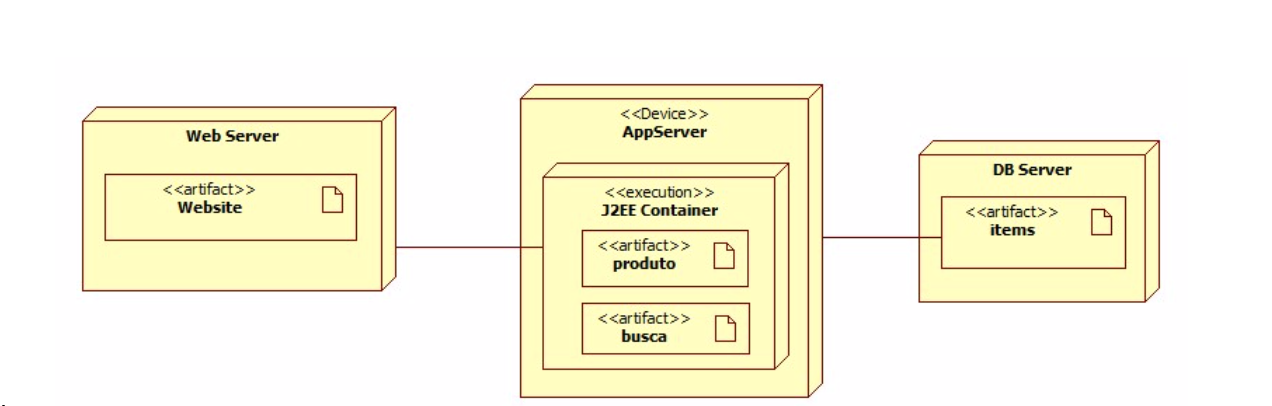 Web Server
<<artifact>>
Website
<<Device>>
AppServer
<<execution>>
J2EE Container
<<artifact>>
produto
<<artifact>>
busca
DB Server
<<artifact>>
items